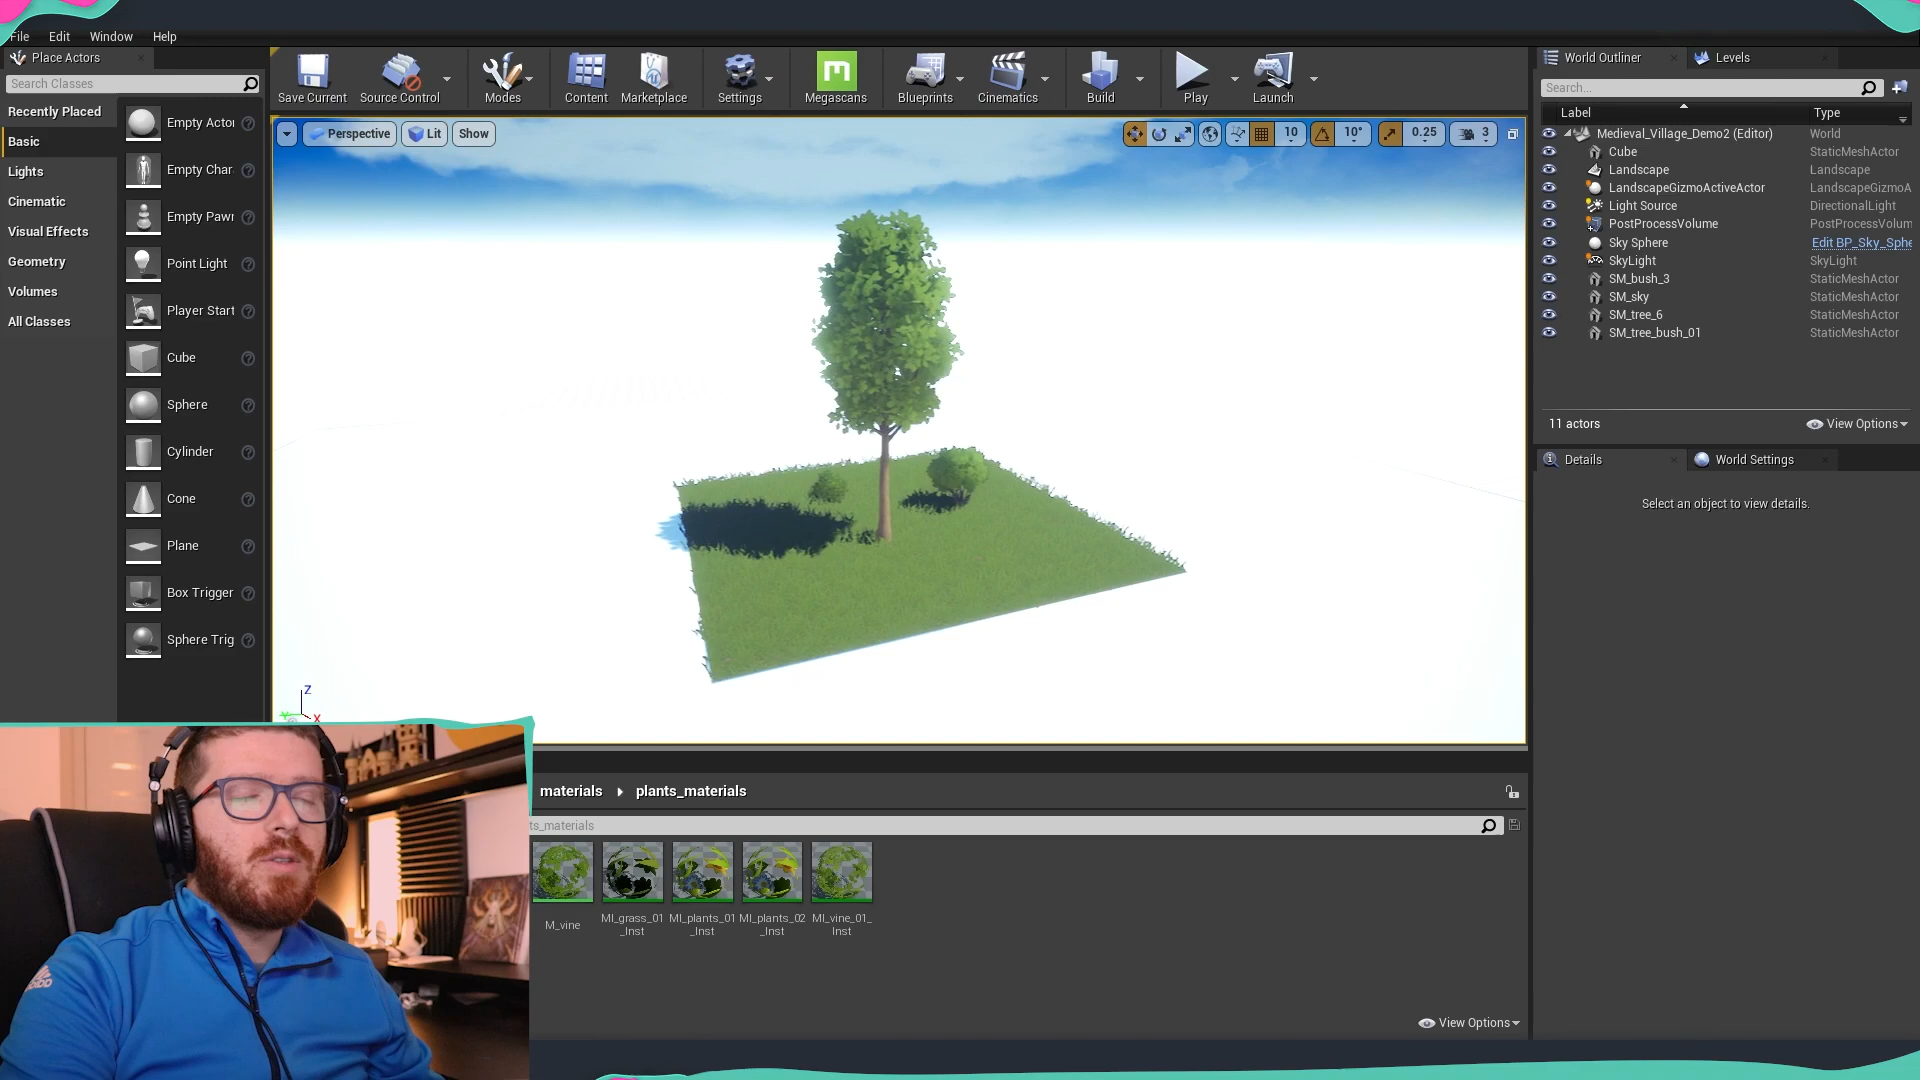 File Edit Window Help
Place Actors
Search Classes
Recently Placed
Basic
Lights
Cinematic
Visual Effects
Geometry
Volumes
All Classes
Empty Actor
Empty Char
Empty Pawn
Point Light
Player Start
Cube
Sphere
Cylinder
Cone
Plane
Box Trigger
Sphere Trig
Save Current Source Control Modes Content Marketplace Settings Megascans Blueprints Cinematics Build Play Launch
Perspective Lit Show
10 10° 0.25 3
Z
X
World Outliner Levels
Search...
Label Type
Medieval_Village_Demo2 (Editor) World
Cube StaticMeshActor
Landscape Landscape
LandscapeGizmoActiveActor LandscapeGizmoA
Light Source DirectionalLight
PostProcessVolume PostProcessVolum
Sky Sphere Edit BP_Sky_Sphe
SkyLight SkyLight
SM_bush_3 StaticMeshActor
SM_sky StaticMeshActor
SM_tree_6 StaticMeshActor
SM_tree_bush_01 StaticMeshActor
11 actors View Options
Details World Settings
Select an object to view details.
materials plants_materials
ts_materials
M_vine
MI_grass_01_Inst
MI_plants_01_Inst
MI_plants_02_Inst
MI_vine_01_Inst
View Options